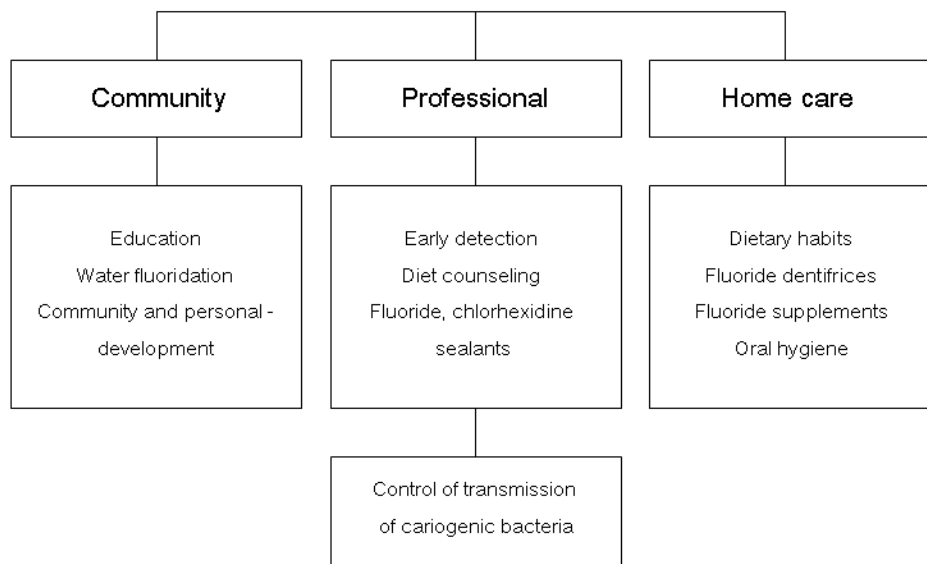 Community
Professional
Home care
Education
Water fluoridation
Community and personal -
development
Early detection
Diet counseling
Fluoride, chlorhexidine
sealants
Dietary habits
Fluoride dentifrices
Fluoride supplements
Oral hygiene
Control of transmission
of cariogenic bacteria